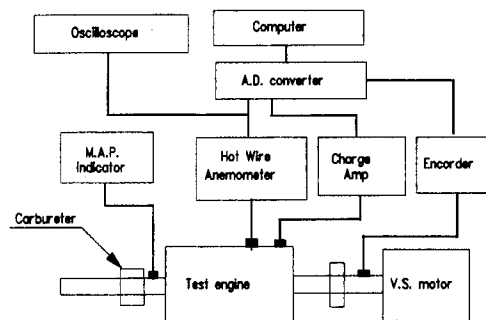 Oscilloscope
Computer
A.D. converter
M.A.P.
Indicator
Hot Wire
Anemometer
Charge
Amp
Encorder
Carbureter
Test engine
V.S. motor